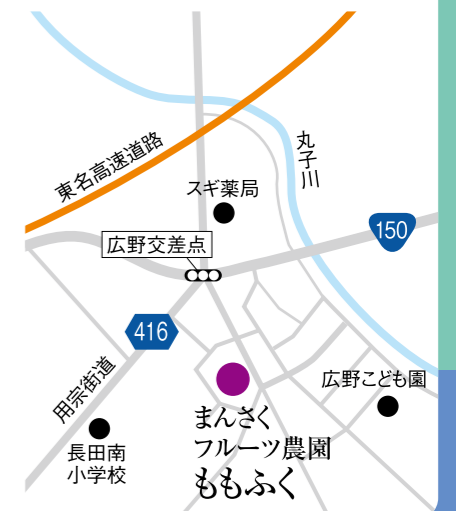 東名高速道路
丸子川
スギ薬局
広野交差点
150
416
用宗街道
広野こども園
まんさく
フルーツ農園
ももふく
長田南
小学校